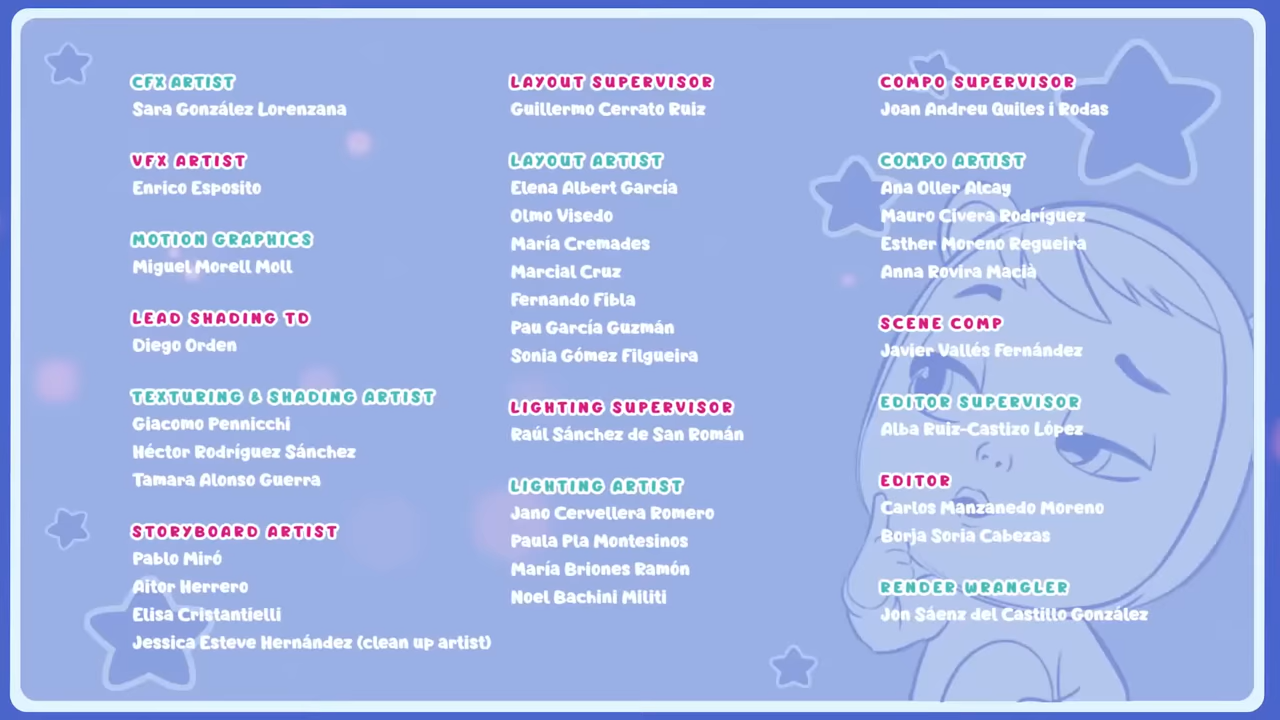 CFX ARTIST
Sara González Lorenzana
VFX ARTIST
Enrico Esposito
MOTION GRAPHICS
Miguel Morell Moll
LEAD SHADING TD
Diego Orden
TEXTURING & SHADING ARTIST
Giacomo Pennicchi
Héctor Rodríguez Sánchez
Tamara Alonso Guerra
STORYBOARD ARTIST
Pablo Miró
Aitor Herrero
Elisa Cristantielli
Jessica Esteve Hernández (clean up artist)
LAYOUT SUPERVISOR
Guillermo Cerrato Ruiz
LAYOUT ARTIST
Elena Albert García
Olmo Visedo
María Cremades
Marcial Cruz
Fernando Fibla
Pau García Guzmán
Sonia Gómez Filgueira
LIGHTING SUPERVISOR
Raúl Sánchez de San Román
LIGHTING ARTIST
Jano Cervellera Romero
Paula Pla Montesinos
María Briones Ramón
Noel Bachini Militi
COMPO SUPERVISOR
Joan Andreu Quiles i Rodas
COMPO ARTIST
Ana Oller Alcay
Mauro Civera Rodríguez
Esther Moreno Regueira
Anna Rovira Macià
SCENE COMP
Javier Vallés Fernández
EDITOR SUPERVISOR
Alba Ruiz-Castizo López
EDITOR
Carlos Manzanedo Moreno
Borja Soria Cabezas
RENDER WRANGLER
Jon Sáenz del Castillo González